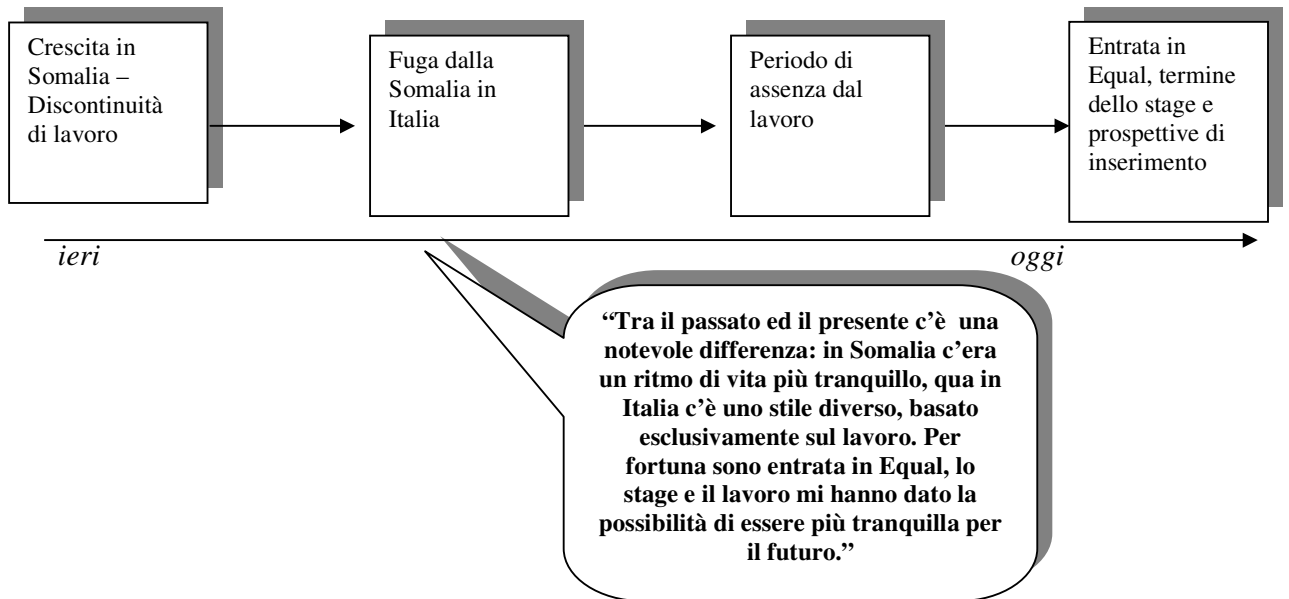 Crescita in
Somalia –
Discontinuità
di lavoro
Fuga dalla
Somalia in
Italia
Periodo di
assenza dal
lavoro
Entrata in
Equal, termine
dello stage e
prospettive di
inserimento
ieri
oggi
“Tra il passato ed il presente c’è una
notevole differenza: in Somalia c’era
un ritmo di vita più tranquillo, qua in
Italia c’è uno stile diverso, basato
esclusivamente sul lavoro. Per
fortuna sono entrata in Equal, lo
stage e il lavoro mi hanno dato la
possibilità di essere più tranquilla per
il futuro.”